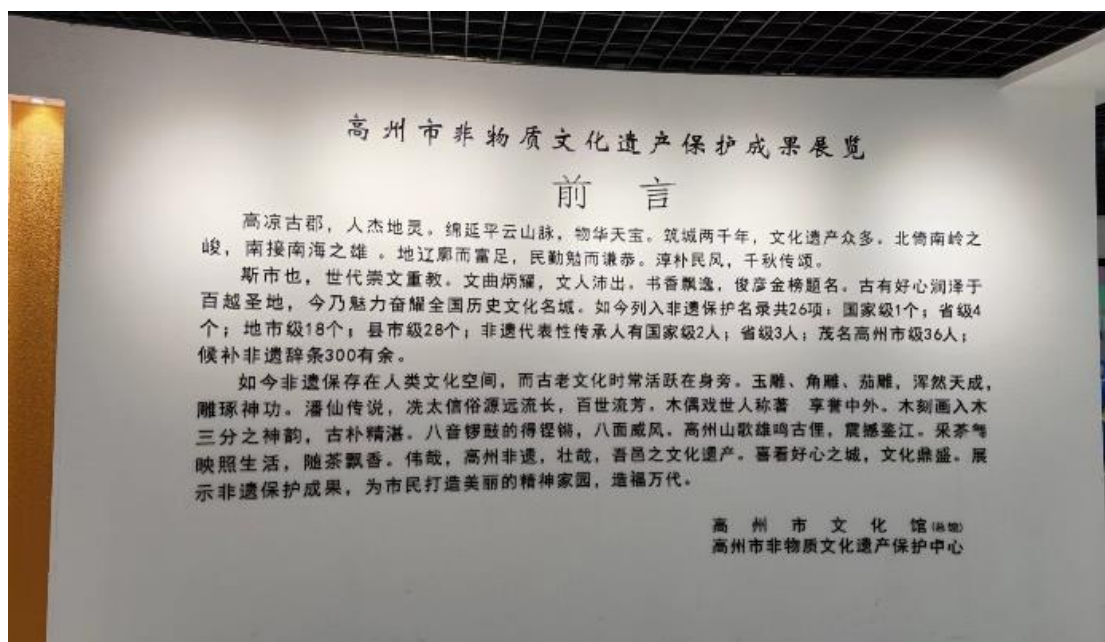 高州市非物质文化遗产保护成果展览
前 言
高凉古郡，人杰地灵。绵延平云山脉，物华天宝。筑城两千年，文化遗产众多。北倚南岭之
峻，南接南海之雄 。地辽廓而富足，民勤勉而谦恭。淳朴民风，千秋传颂。
斯市也，世代崇文重教。文曲炳耀，文人沛出。书香飘逸，俊彦金榜题名。古有好心润泽于
百越圣地，今乃魅力奋耀全国历史文化名城。如今列入非遗保护名录共26项：国家级1个；省级4
个；地市级18个；县市级28个；非遗代表性传承人有国家级2人；省级3人；茂名高州市级36人；
候补非遗辞条300有余。
如今非遗保存在人类文化空间，而古老文化时常活跃在身旁。玉雕、角雕、茄雕，浑然天成，
雕琢神功。潘仙传说，冼太信俗源远流长，百世流芳。木偶戏世人称著 享誉中外。木刻画入木
三分之神韵，古朴精湛。八音锣鼓的得铿锵，八面威风。高州山歌雄鸣古俚，震撼鉴江。采茶
映照生活，随茶飘香。伟哉，高州非遗，壮哉，吾邑之文化遗产。喜看好心之城，文化鼎盛。展
示非遗保护成果，为市民打造美丽的精神家园，造福万代。
高 州 市 文 化 馆(总馆)
高州市非物质文化遗产保护中心